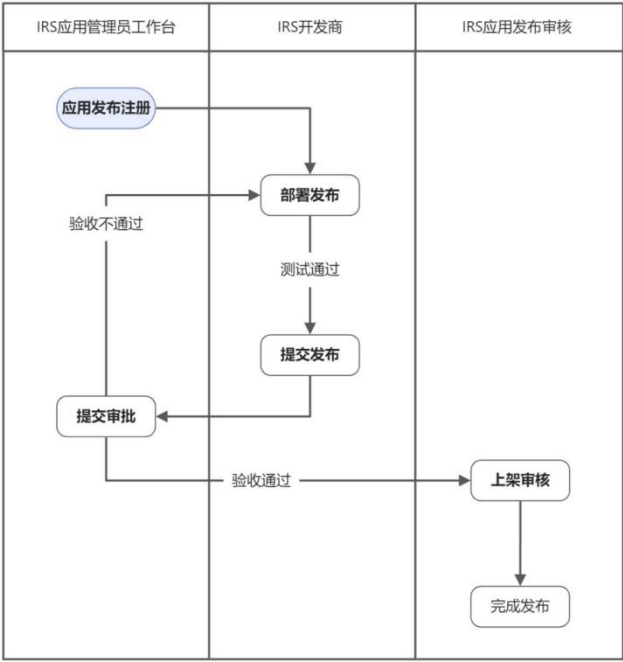 IRS应用管理员工作台
IRS开发商
IRS应用发布审核
应用发布注册
部署发布
验收不通过
测试通过
提交发布
提交审批
验收通过
上架审核
完成发布